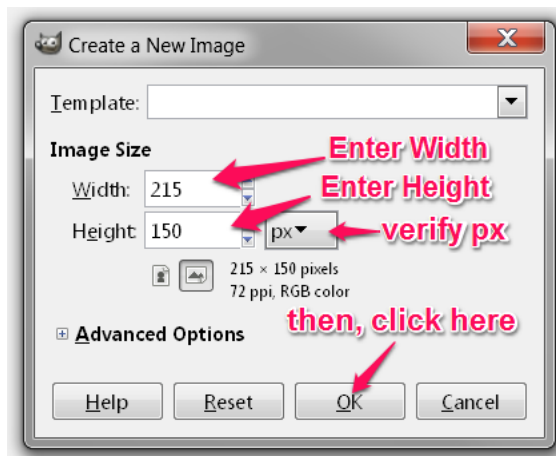 Create a New Image
X
Template:
Image Size
Enter Width
Width: 215
Enter Height
Height: 150 px
verify px
215 × 150 pixels
72 ppi, RGB color
then, click here
Advanced Options
Help Reset OK Cancel